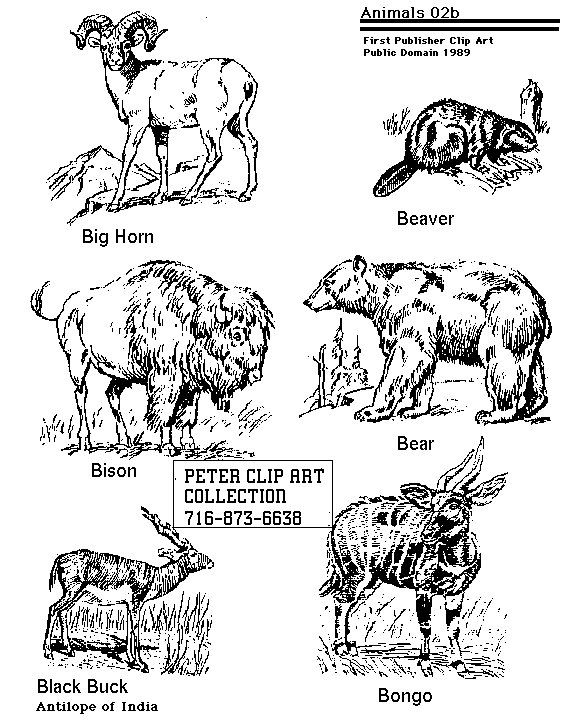 Animals 02b
First Publisher Clip Art
Public Domain 1989
Big Horn
Beaver
Bison
Bear
PETER CLIP ART
COLLECTION
716-873-6638
Black Buck
Antilope of India
Bongo